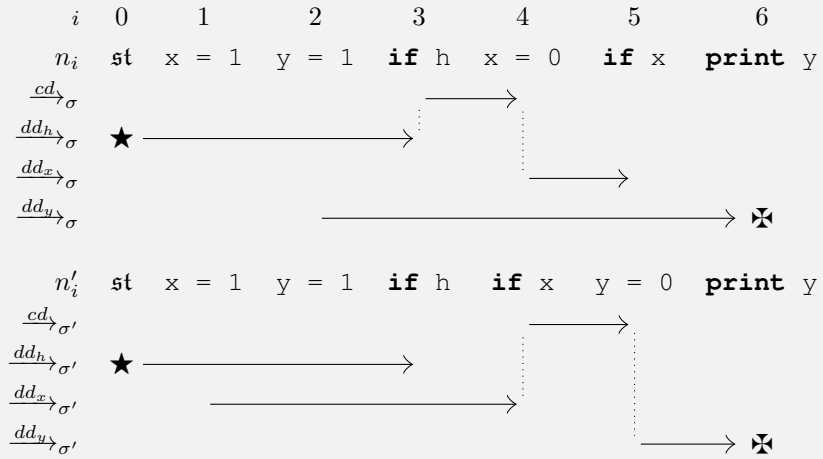 i 0 1 2 3 4 5 6
n_i 𝔰𝔱 x = 1 y = 1 if h x = 0 if x print y
cd→σ
dd_h→σ ★
dd_x→σ
dd_y→σ ✠
n'_i 𝔰𝔱 x = 1 y = 1 if h if x y = 0 print y
cd→σ'
dd_h→σ' ★
dd_x→σ'
dd_y→σ' ✠